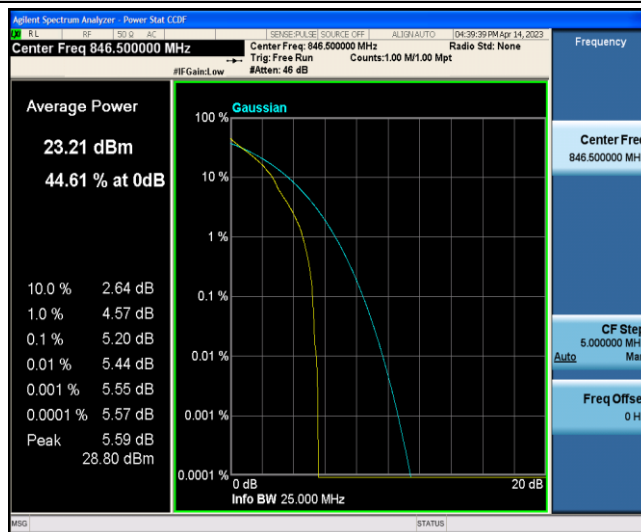 Agilent Spectrum Analyzer - Power Stat CCDF
RL RF 50 Ω AC SENSE:PULSE SOURCE OFF ALIGN AUTO 04:39:39 PM Apr 14, 2023
Center Freq 846.500000 MHz
Center Freq: 846.500000 MHz Radio Std: None
Trig: Free Run Counts:1.00 M/1.00 Mpt
#IFGain:Low #Atten: 46 dB
Frequency
Average Power
23.21 dBm
44.61 % at 0dB
10.0 % 2.64 dB
1.0 % 4.57 dB
0.1 % 5.20 dB
0.01 % 5.44 dB
0.001 % 5.55 dB
0.0001 % 5.57 dB
Peak 5.59 dB
28.80 dBm
Gaussian
100 %
10 %
1 %
0.1 %
0.01 %
0.001 %
0.0001 %
0 dB 20 dB
Info BW 25.000 MHz
Center Fre
846.500000 MH
CF Step
5.000000 MH
Auto Ma
Freq Offse
0 H
MSG STATUS